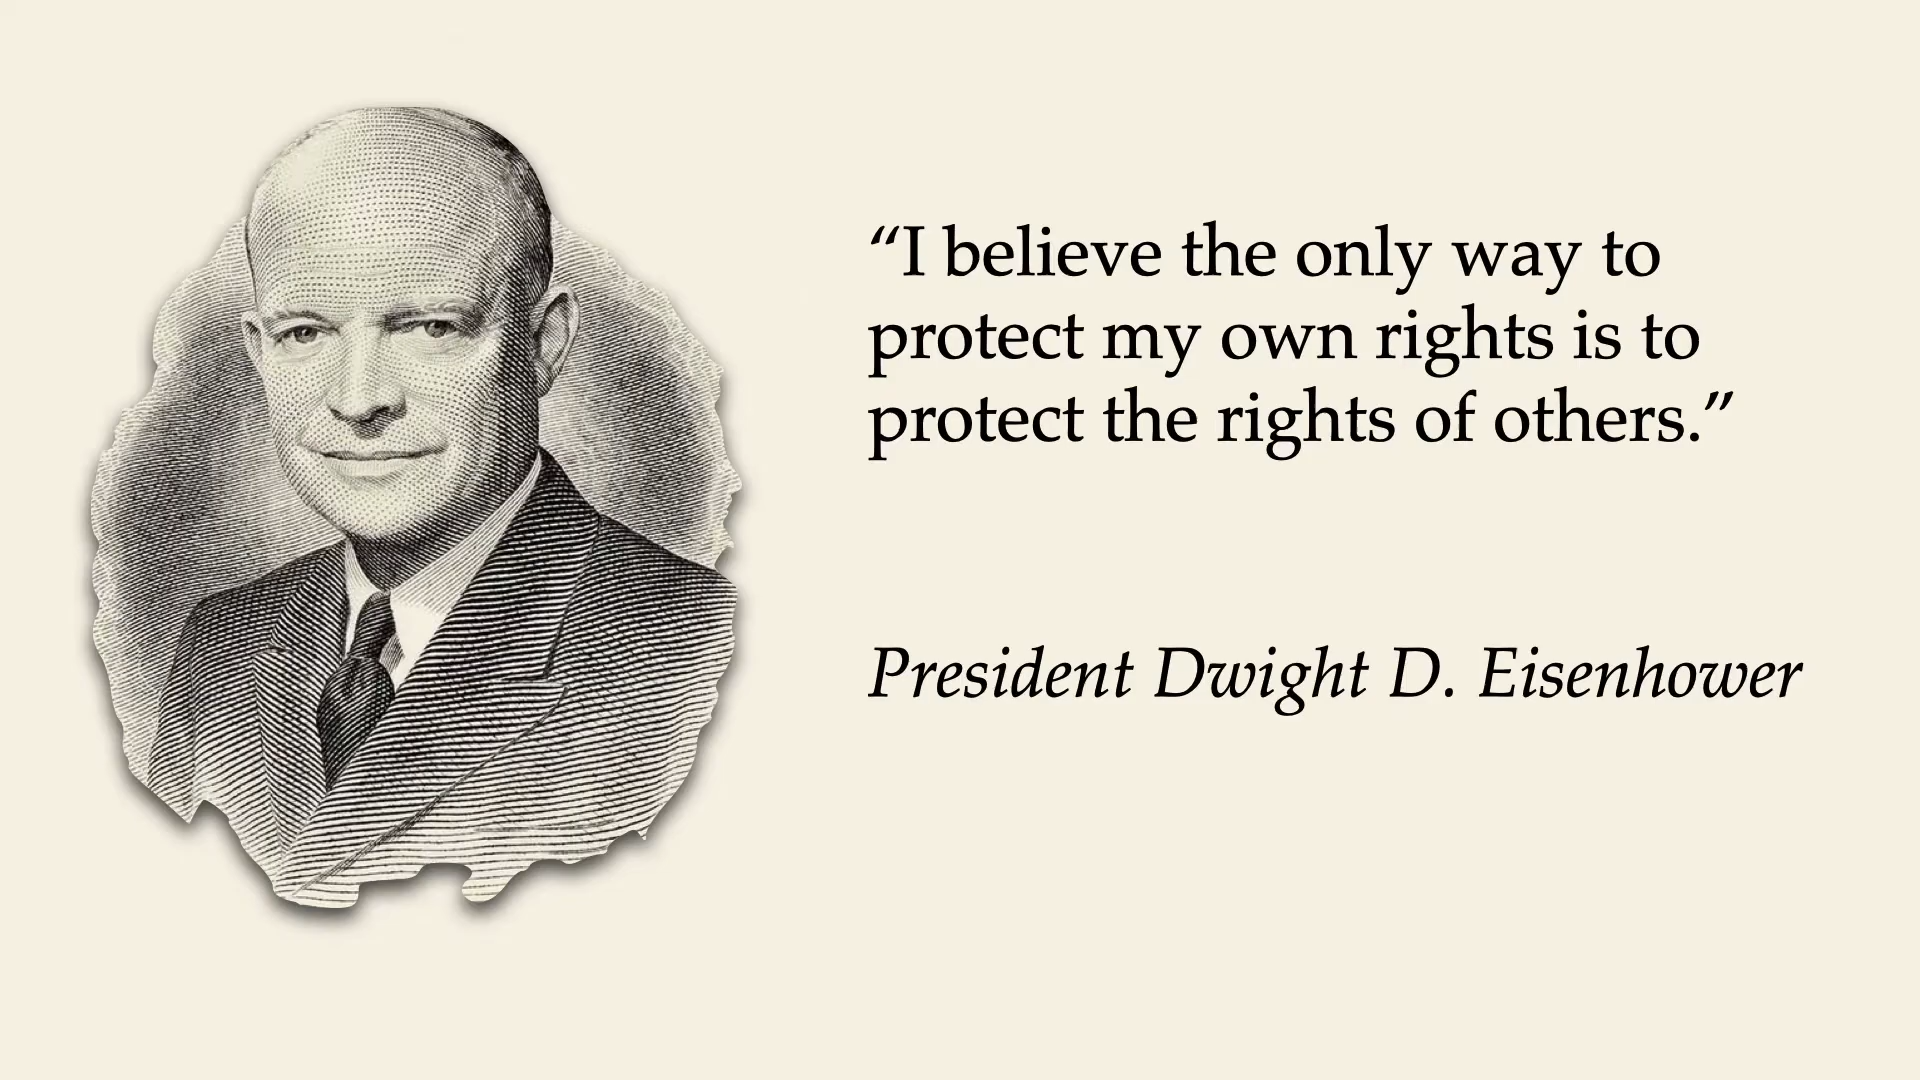 “I believe the only way to
protect my own rights is to
protect the rights of others.”
President Dwight D. Eisenhower